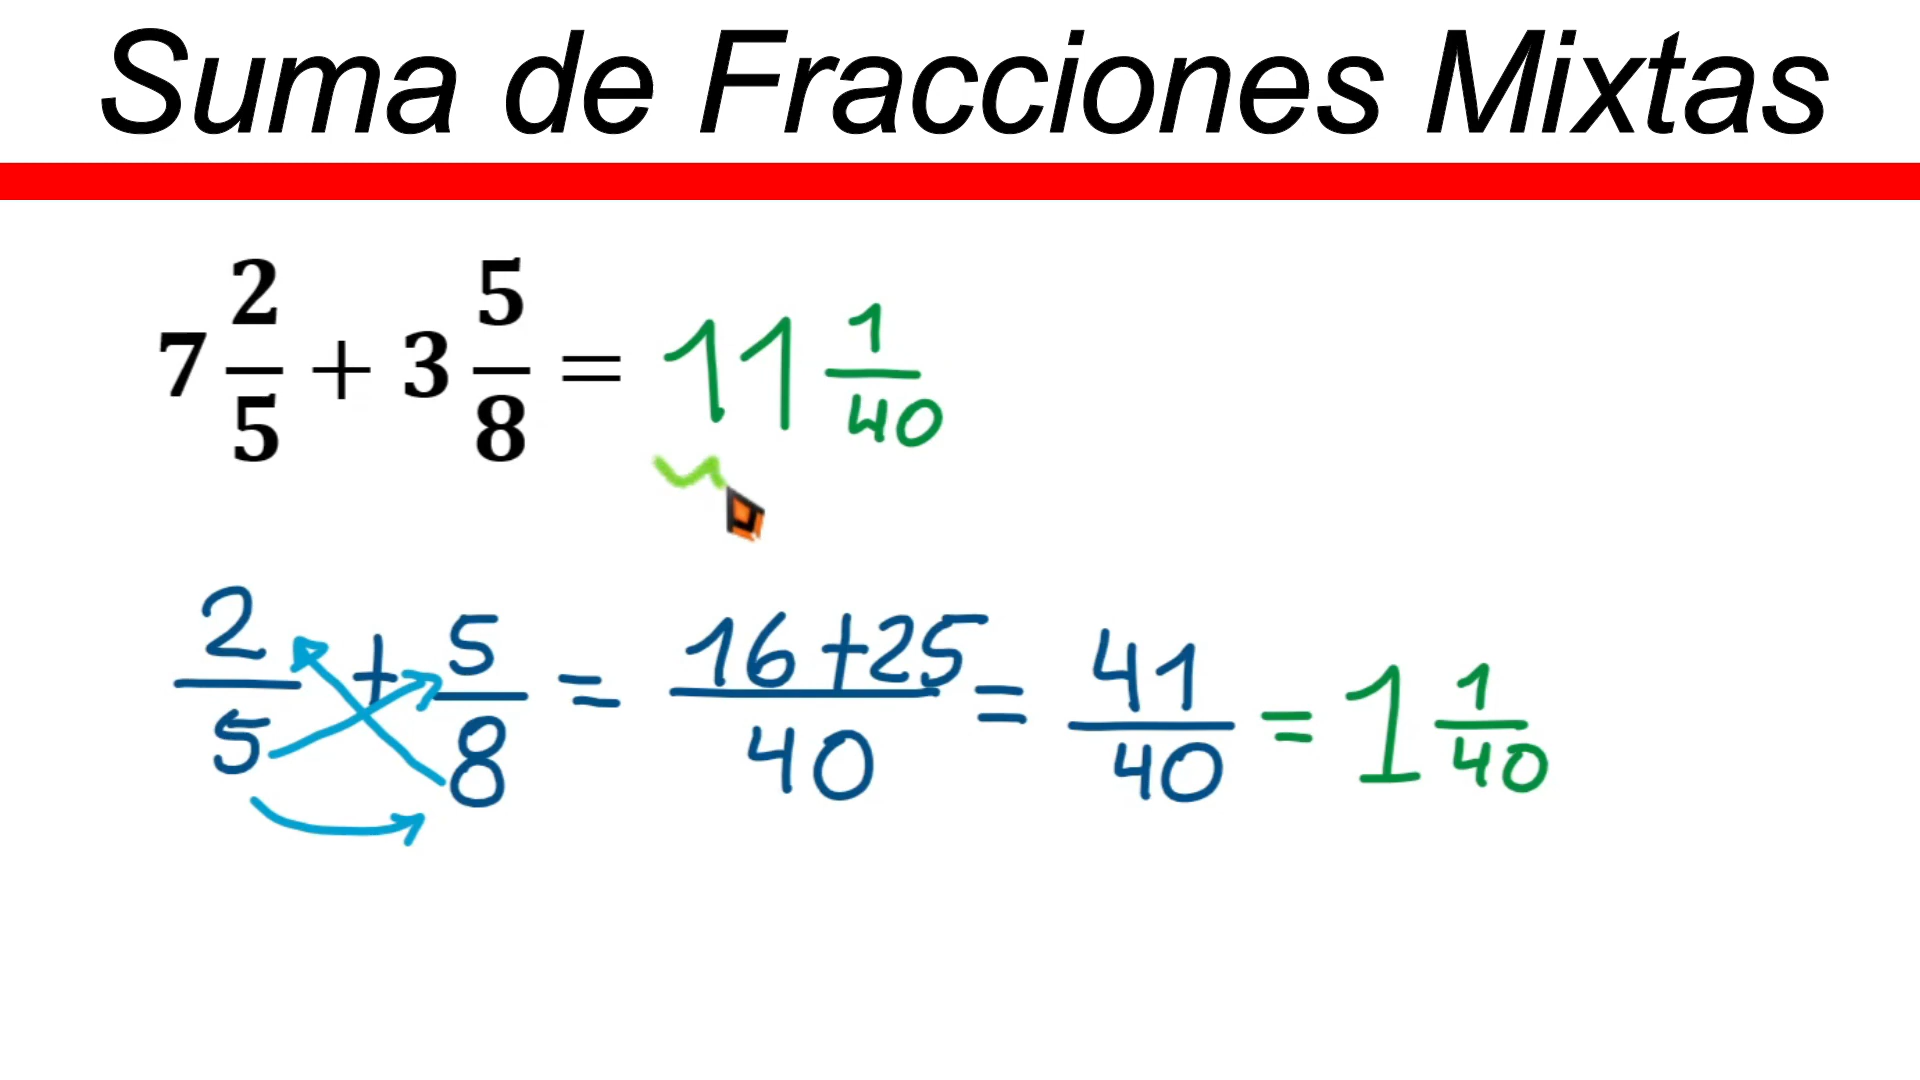 Suma de Fracciones Mixtas
7 2/5 + 3 5/8 = 11 1/40
2/5 + 5/8 = 16+25/40 = 41/40 = 1 1/40